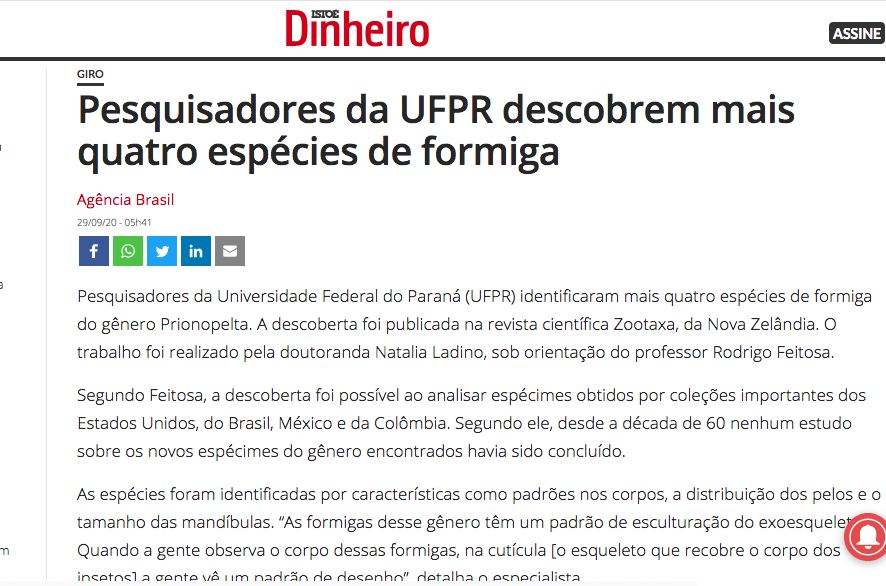 ISTOÉ
Dinheiro
ASSINE
GIRO
Pesquisadores da UFPR descobrem mais
quatro espécies de formiga
Agência Brasil
29/09/20 - 05h41
Pesquisadores da Universidade Federal do Paraná (UFPR) identificaram mais quatro espécies de formiga
do gênero Prionopelta. A descoberta foi publicada na revista científica Zootaxa, da Nova Zelândia. O
trabalho foi realizado pela doutoranda Natalia Ladino, sob orientação do professor Rodrigo Feitosa.
Segundo Feitosa, a descoberta foi possível ao analisar espécimes obtidos por coleções importantes dos
Estados Unidos, do Brasil, México e da Colômbia. Segundo ele, desde a década de 60 nenhum estudo
sobre os novos espécimes do gênero encontrados havia sido concluído.
As espécies foram identificadas por características como padrões nos corpos, a distribuição dos pelos e o
tamanho das mandíbulas. “As formigas desse gênero têm um padrão de esculturação do
Quando a gente observa o corpo dessas formigas, na cutícula [o esqueleto que recobre o corpo dos
insetos] a gente vê um padrão de desenho”, detalha o especialista.